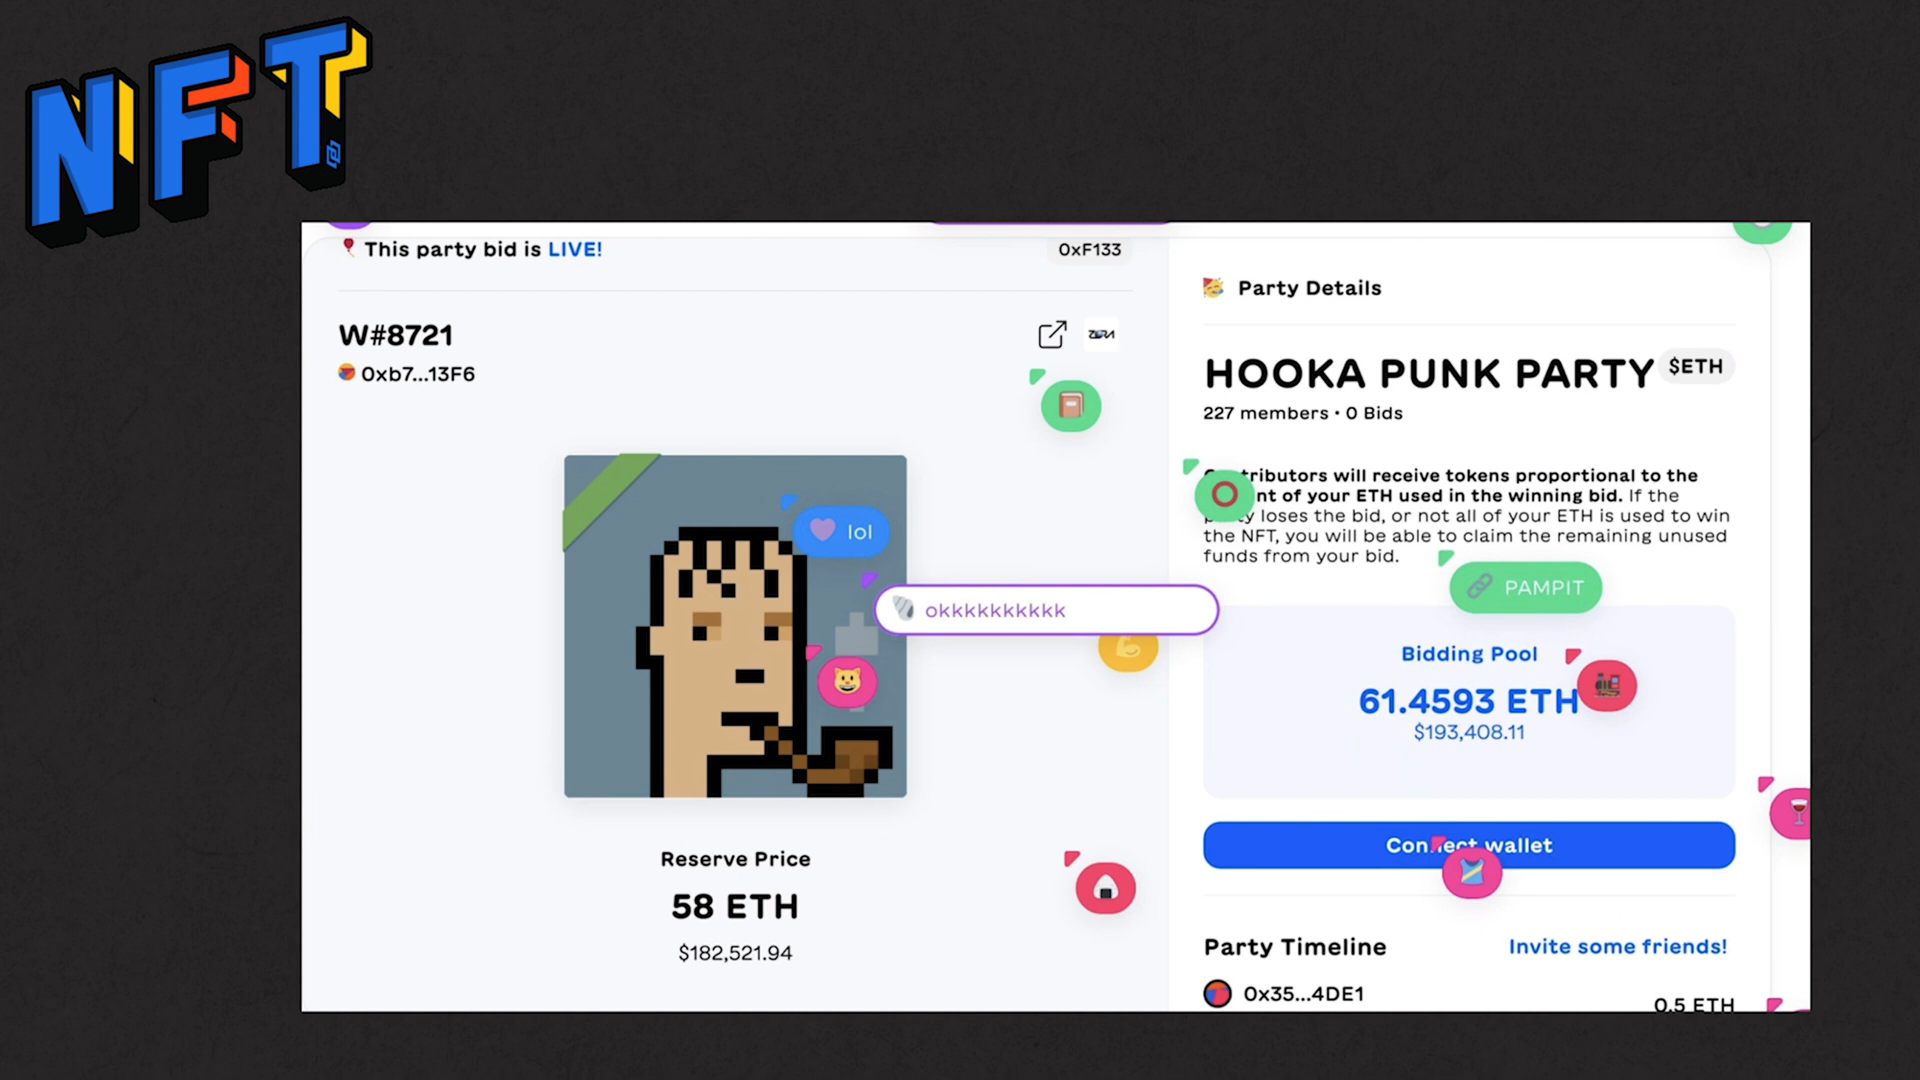 NFT
This party bid is LIVE!
0xF133
W#8721
0xb7...13F6
ZORA
lol
okkkkkkkkkk
Reserve Price
58 ETH
$182,521.94
Party Details
HOOKA PUNK PARTY
$ETH
227 members • 0 Bids
ributors will receive tokens proportional to the
nt of your ETH used in the winning bid. If the
loses the bid, or not all of your ETH is used to win
the NFT, you will be able to claim the remaining unused
funds from your bid.
PAMPIT
Bidding Pool
61.4593 ETH
$193,408.11
Connect wallet
Party Timeline
Invite some friends!
0x35...4DE1
0.5 ETH